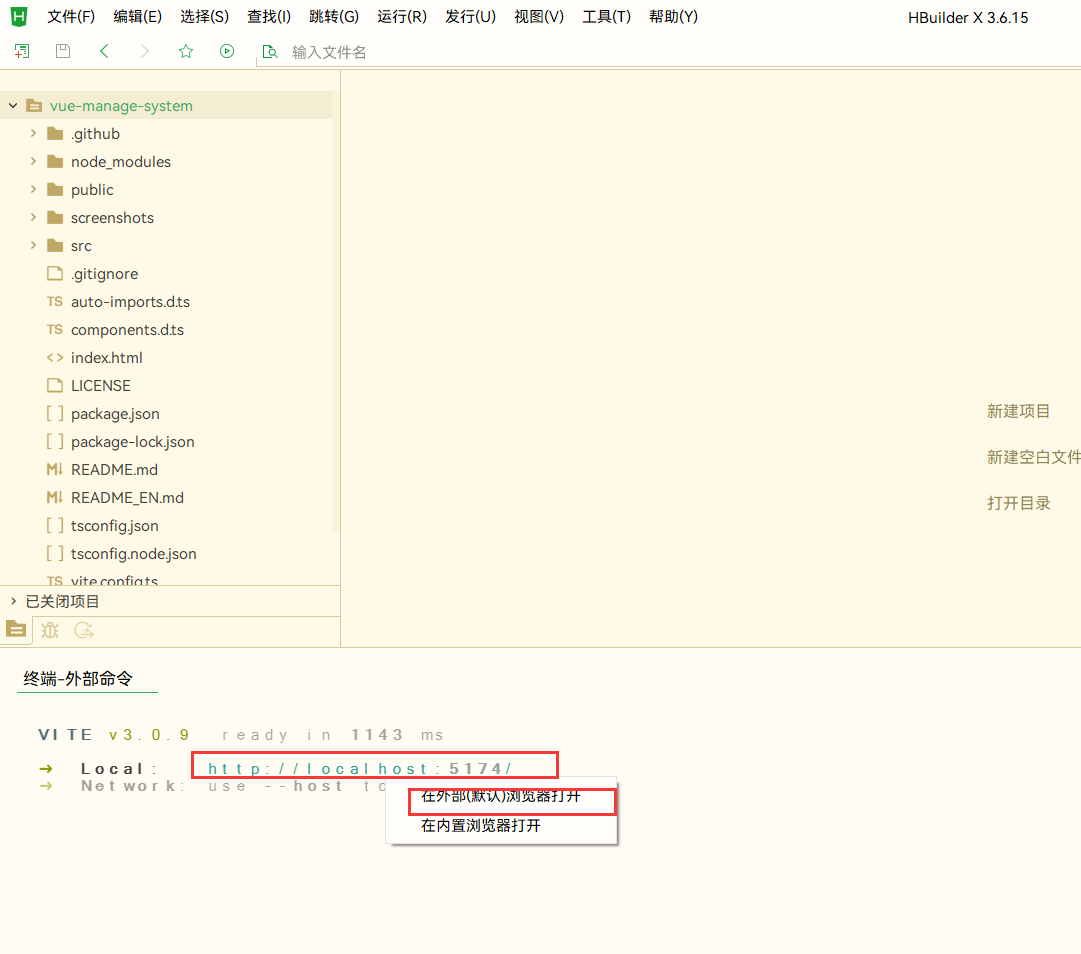 文件(F) 编辑(E) 选择(S) 查找(I) 跳转(G) 运行(R) 发行(U) 视图(V) 工具(T) 帮助(Y) HBuilder X 3.6.15
输入文件名
vue-manage-system
.github
node_modules
public
screenshots
src
.gitignore
TS auto-imports.d.ts
TS components.d.ts
<> index.html
LICENSE
[ ] package.json
[ ] package-lock.json
M↓ README.md
M↓ README_EN.md
[ ] tsconfig.json
[ ] tsconfig.node.json
TS vite.config.ts
已关闭项目
新建项目
新建空白文件
打开目录
终端-外部命令
VITE v3.0.9 ready in 1143 ms
➜ Local: http://localhost:5174/
➜ Network: use --host to
在外部(默认)浏览器打开
在内置浏览器打开